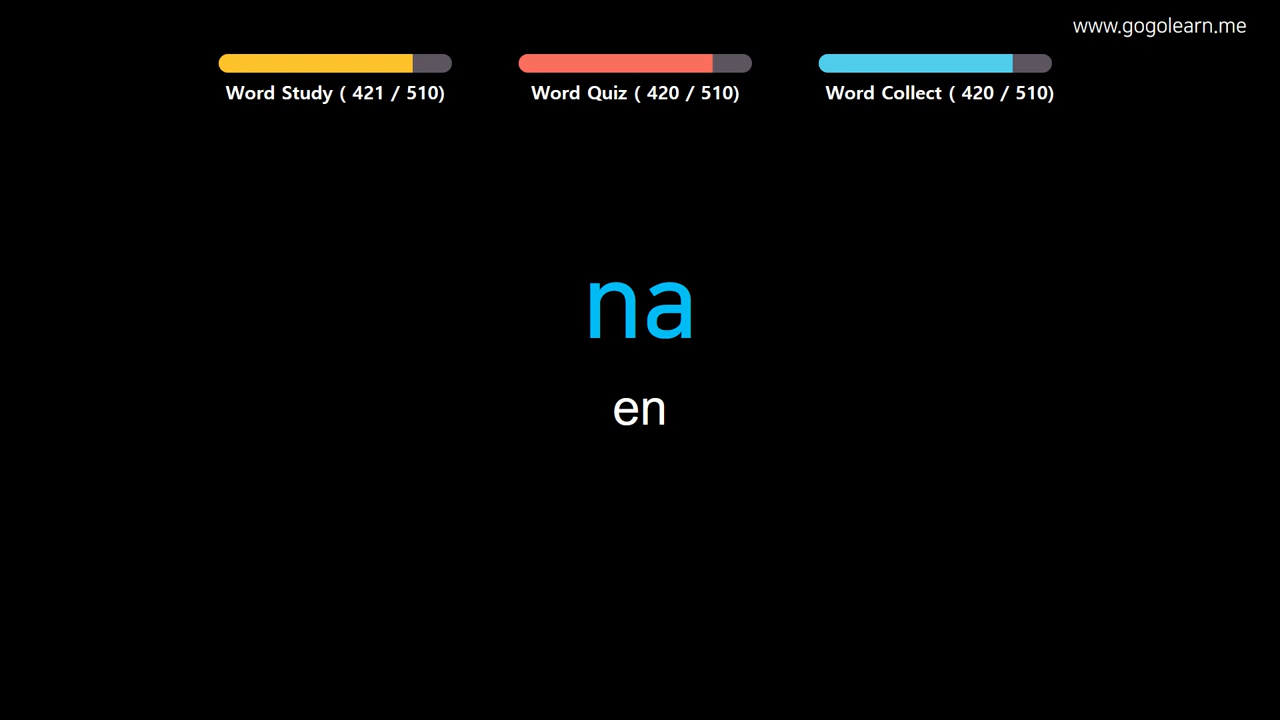 www.gogolearn.me
Word Study ( 421 / 510)
Word Quiz ( 420 / 510)
Word Collect ( 420 / 510)
na
en